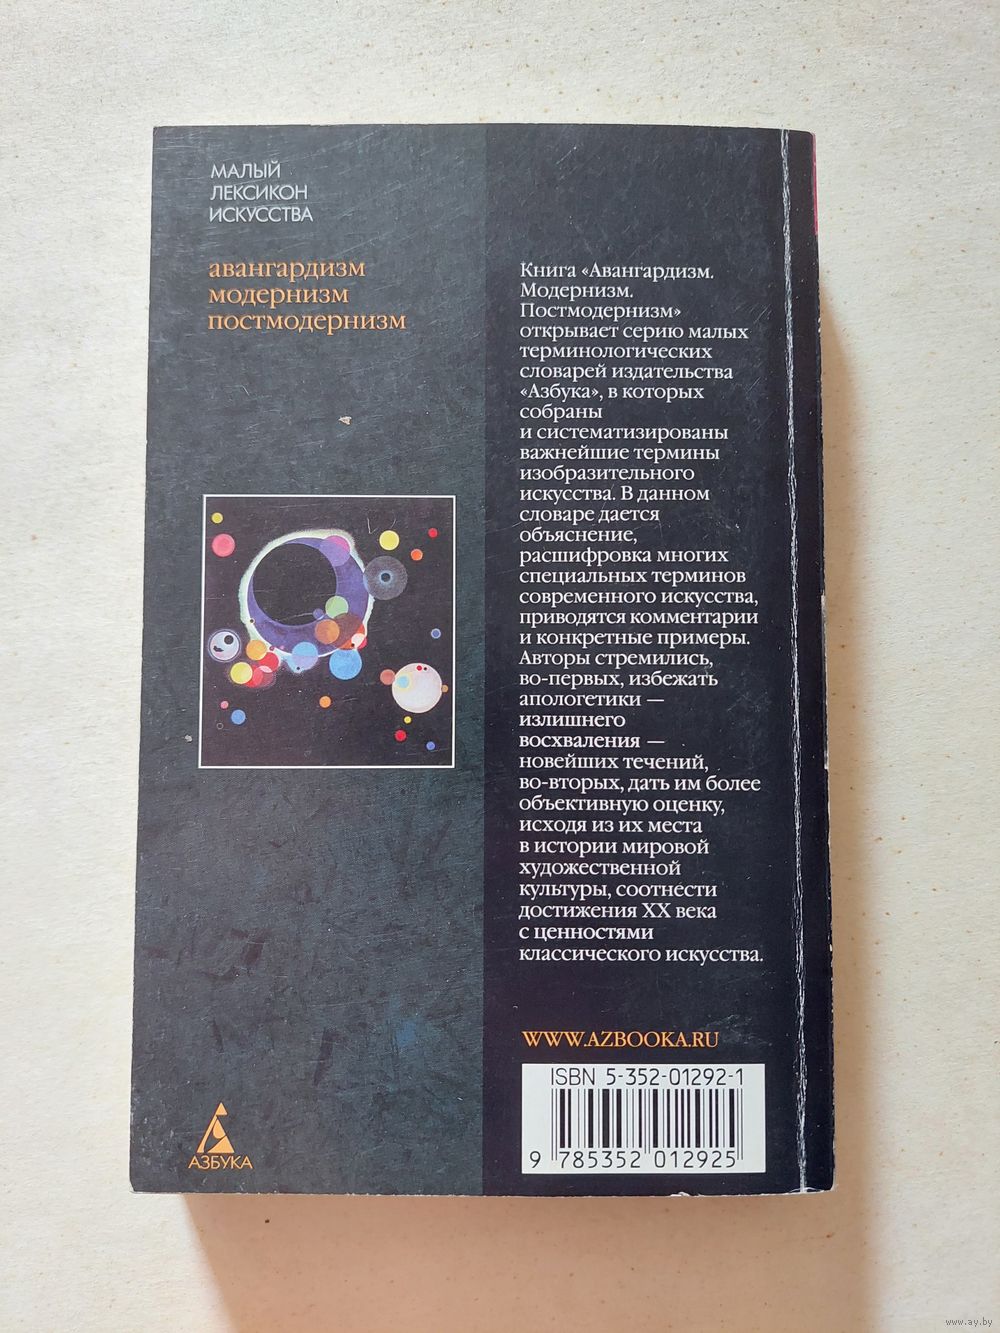 МАЛЫЙ
ЛЕКСИКОН
ИСКУССТВА
авангардизм
модернизм
постмодернизм
Книга «Авангардизм.
Модернизм.
Постмодернизм»
открывает серию малых
терминологических
словарей издательства
«Азбука», в которых
собраны
и систематизированы
важнейшие термины
изобразительного
искусства. В данном
словаре дается
объяснение,
расшифровка многих
специальных терминов
современного искусства,
приводятся комментарии
и конкретные примеры.
Авторы стремились,
во-первых, избежать
апологетики —
излишнего
восхваления —
новейших течений,
во-вторых, дать им более
объективную оценку,
исходя из их места
в истории мировой
художественной
культуры, соотнести
достижения XX века
с ценностями
классического искусства.
WWW.AZBOOKA.RU
ISBN 5-352-01292-1
9 785352 012925
АЗБУКА
www.ay.by